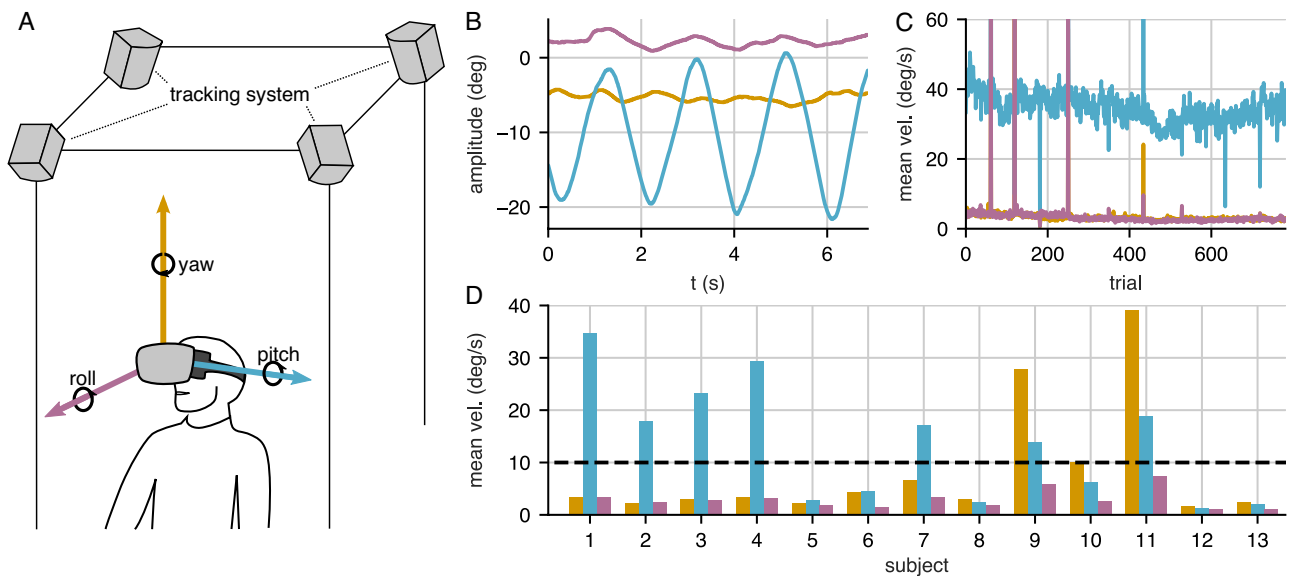 A
tracking system
yaw
roll
pitch
B
amplitude (deg)
0
−10
−20
0
2
4
6
t (s)
C
mean vel. (deg/s)
60
40
20
0
0
200
400
600
trial
D
mean vel. (deg/s)
40
30
20
10
0
1
2
3
4
5
6
7
8
9
10
11
12
13
subject